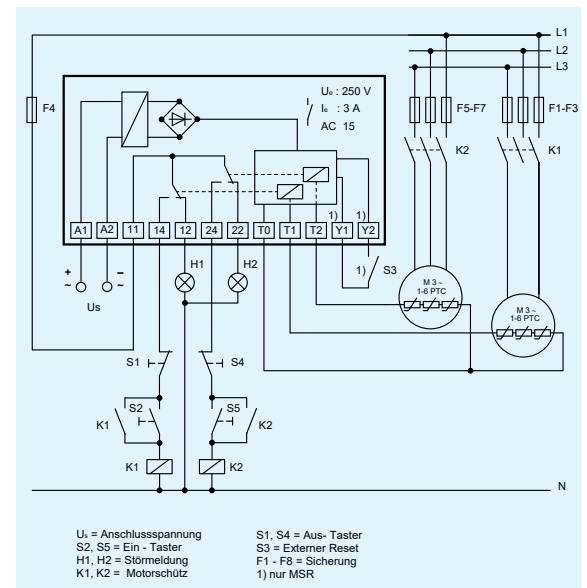 L1
L2
L3
F4
Uₑ : 250 V
Iₑ : 3 A
AC 15
F5-F7
F1-F3
K2
K1
1)
1)
A1
A2
11
14
12
24
22
T0
T1
T2
Y1
Y2
+
~
–
~
Us
H1
H2
1)
S3
M 3 ~
1-6 PTC
M 3 ~
1-6 PTC
S1
S4
K1
S2
S5
K2
K1
K2
N
Uₛ = Anschlussspannung
S2, S5 = Ein - Taster
H1, H2 = Störmeldung
K1, K2 = Motorschütz
S1, S4 = Aus- Taster
S3 = Externer Reset
F1 - F8 = Sicherung
1) nur MSR